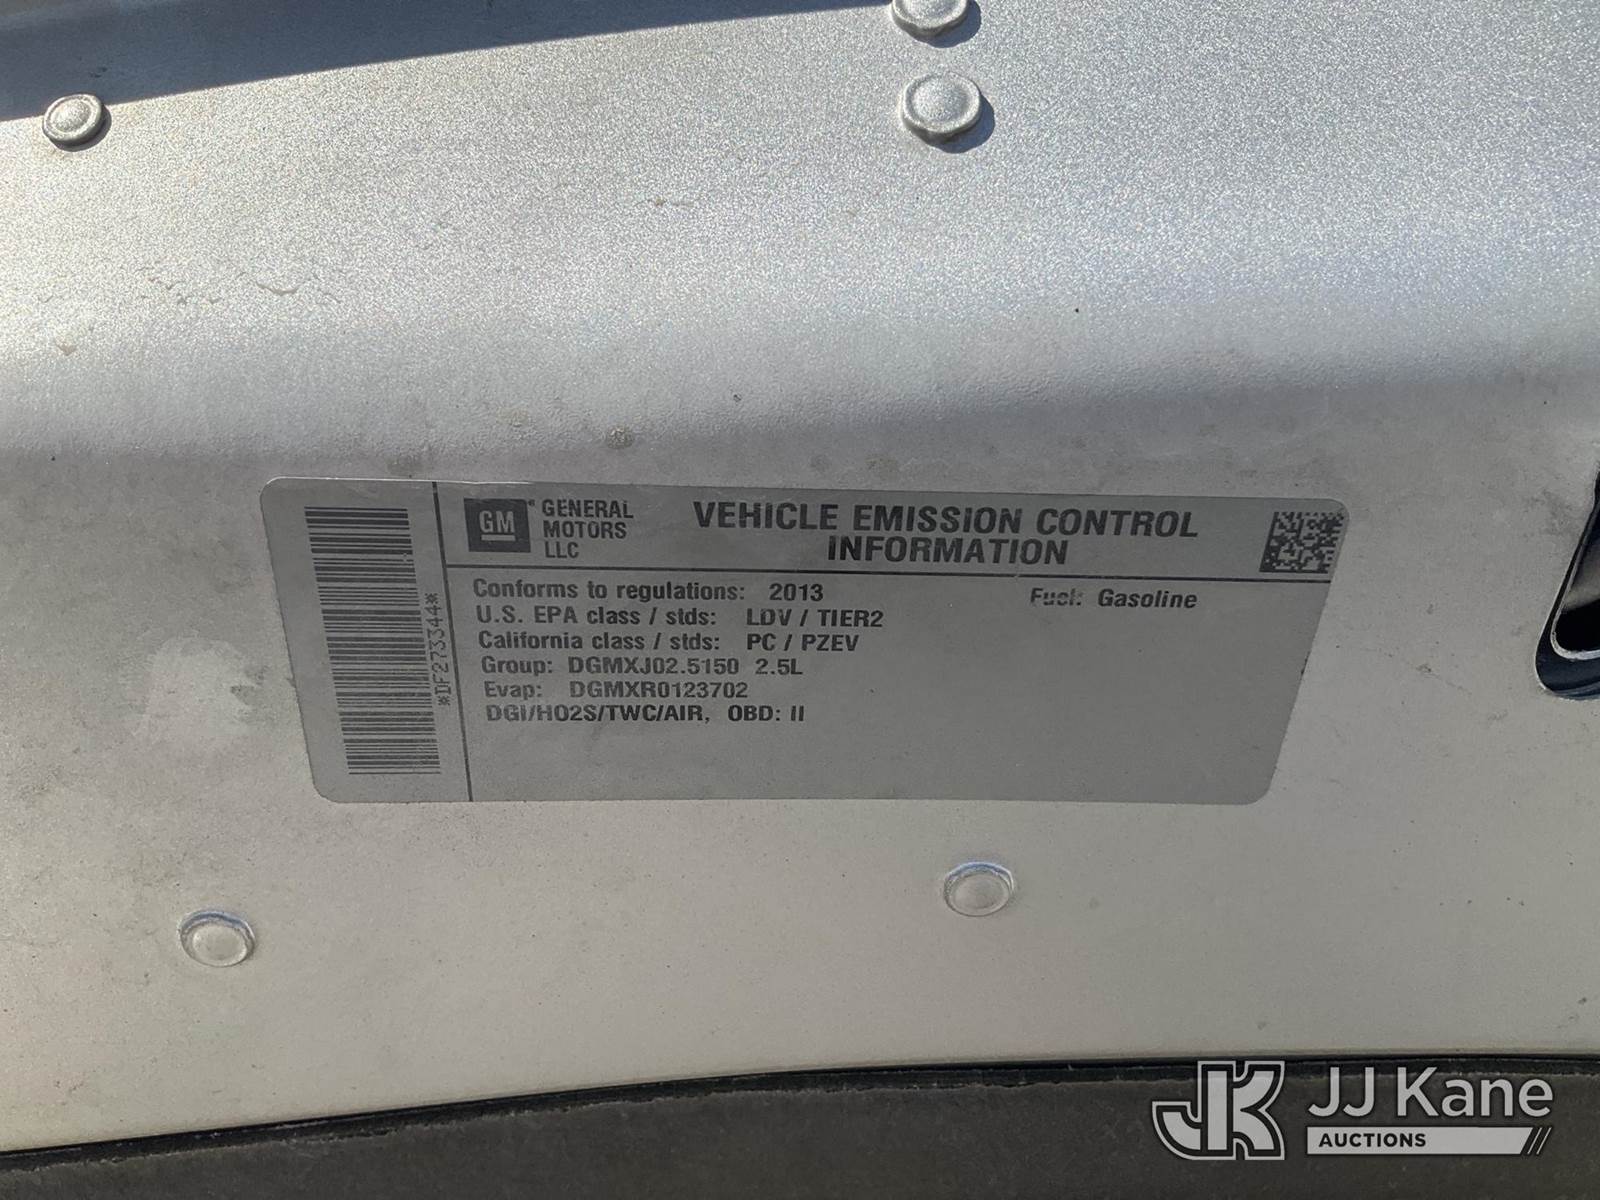 GM GENERAL MOTORS LLC
VEHICLE EMISSION CONTROL
INFORMATION
Conforms to regulations: 2013 Fuel: Gasoline
U.S. EPA class / stds: LDV / TIER2
California class / stds: PC / PZEV
Group: DGMXJ02.5150 2.5L
Evap: DGMXR0123702
DGI/HO2S/TWC/AIR, OBD: II
*DF273344*
JK JJ Kane
AUCTIONS